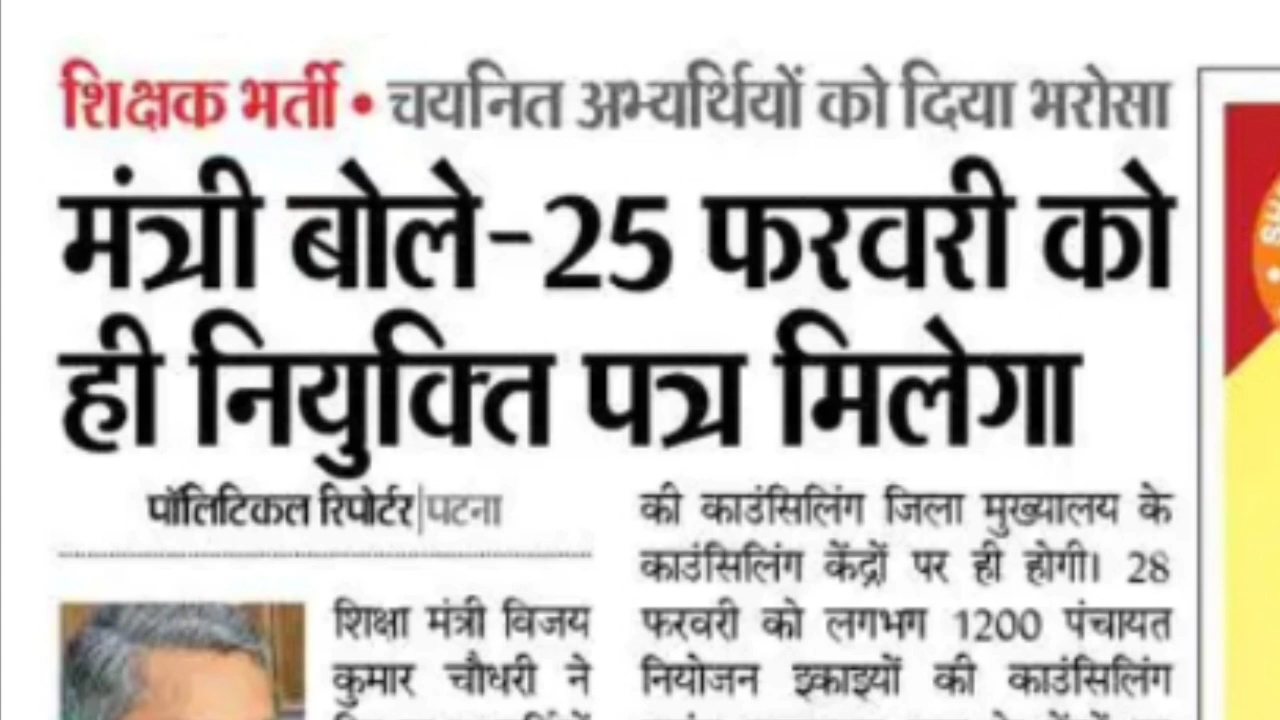 शिक्षक भर्ती • चयनित अभ्यर्थियों को दिया भरोसा
मंत्री बोले-25 फरवरी को
ही नियुक्ति पत्र मिलेगा
पॉलिटिकल रिपोर्टर|पटना
शिक्षा मंत्री विजय
कुमार चौधरी ने
की काउंसिलिंग जिला मुख्यालय के
काउंसिलिंग केंद्रों पर ही होगी। 28
फरवरी को लगभग 1200 पंचायत
नियोजन इकाइयों की काउंसिलिंग